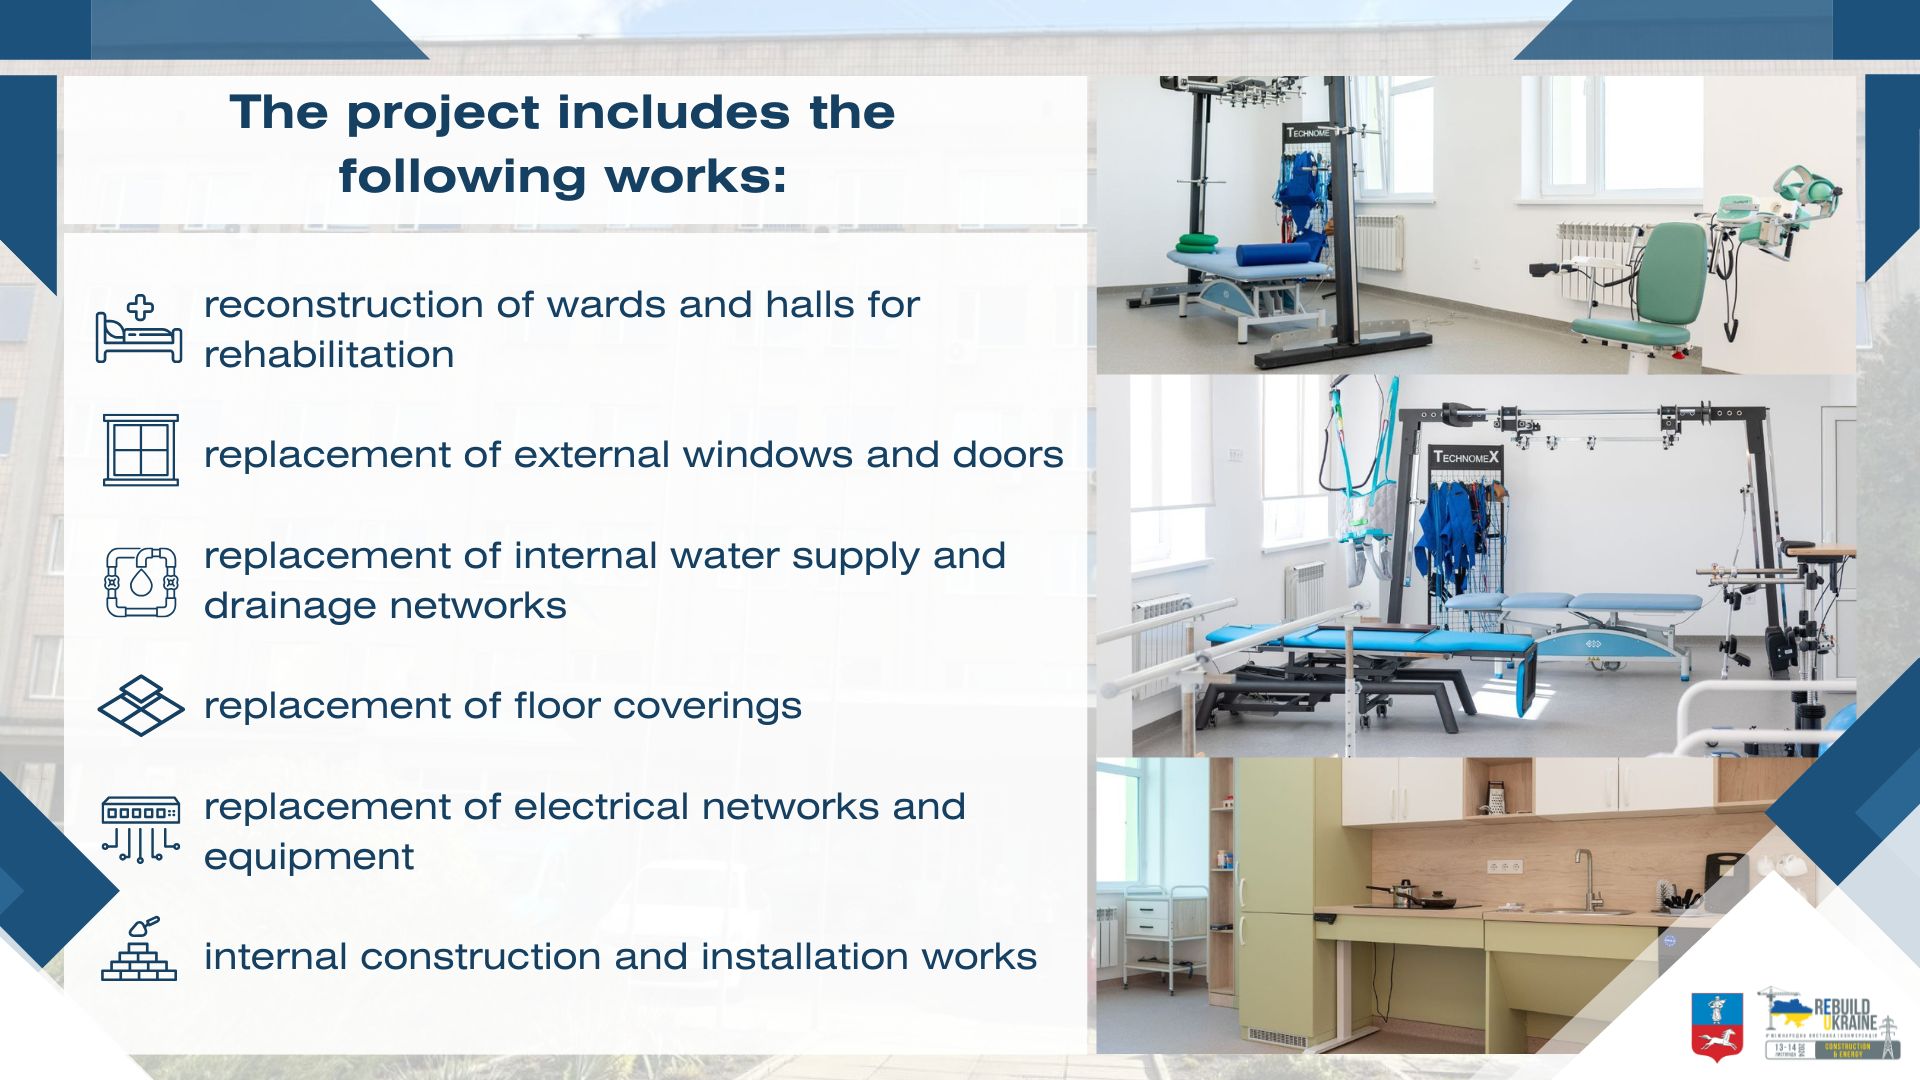 The project includes the
following works:
reconstruction of wards and halls for
rehabilitation
replacement of external windows and doors
replacement of internal water supply and
drainage networks
replacement of floor coverings
replacement of electrical networks and
equipment
internal construction and installation works
TECHNOME
TECHNOMEX
REBUILD
UKRAINE
13-14
2024
CONSTRUCTION
& ENERGY